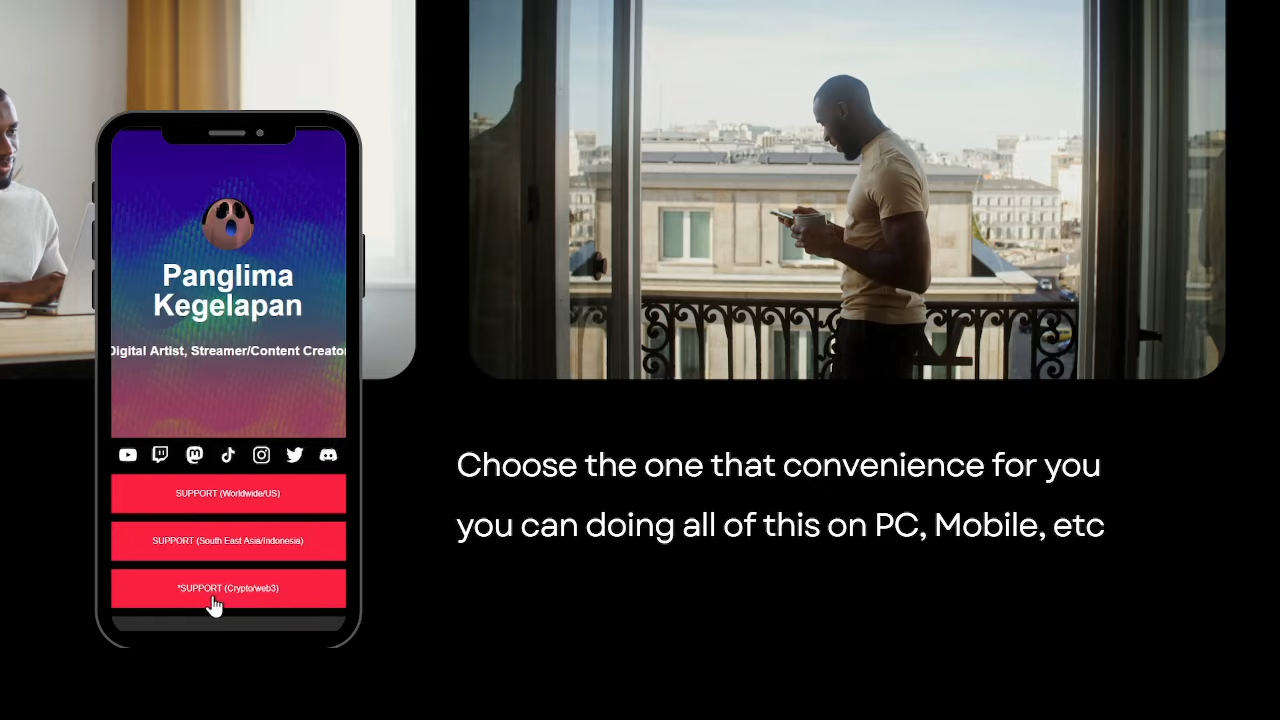 Panglima
Kegelapan
Digital Artist, Streamer/Content Creator
SUPPORT (Worldwide/US)
SUPPORT (South East Asia/Indonesia)
*SUPPORT (Crypto/web3)
Choose the one that convenience for you
you can doing all of this on PC, Mobile, etc